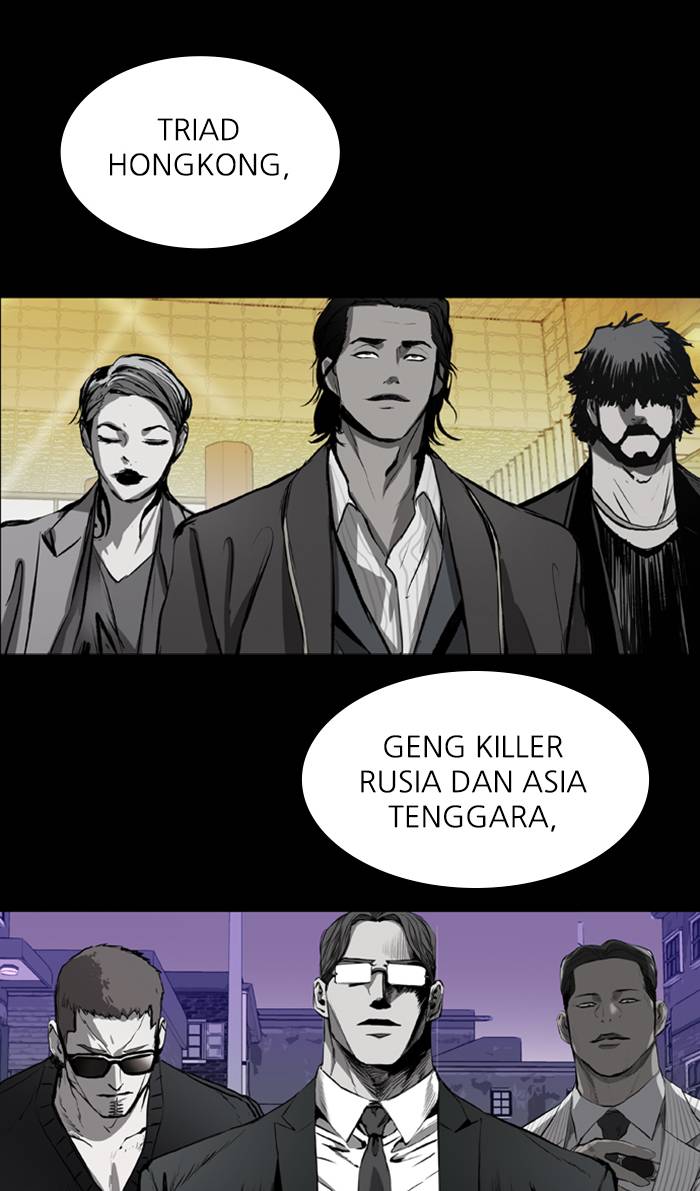 TRIAD
HONGKONG,
GENG KILLER
RUSIA DAN ASIA
TENGGARA,